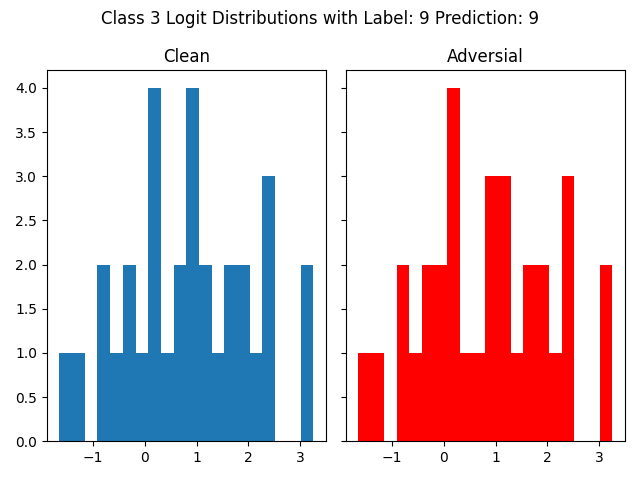 Class 3 Logit Distributions with Label: 9 Prediction: 9
Clean
Adversial
4.0
3.5
3.0
2.5
2.0
1.5
1.0
0.5
0.0
−1 0 1 2 3
−1 0 1 2 3